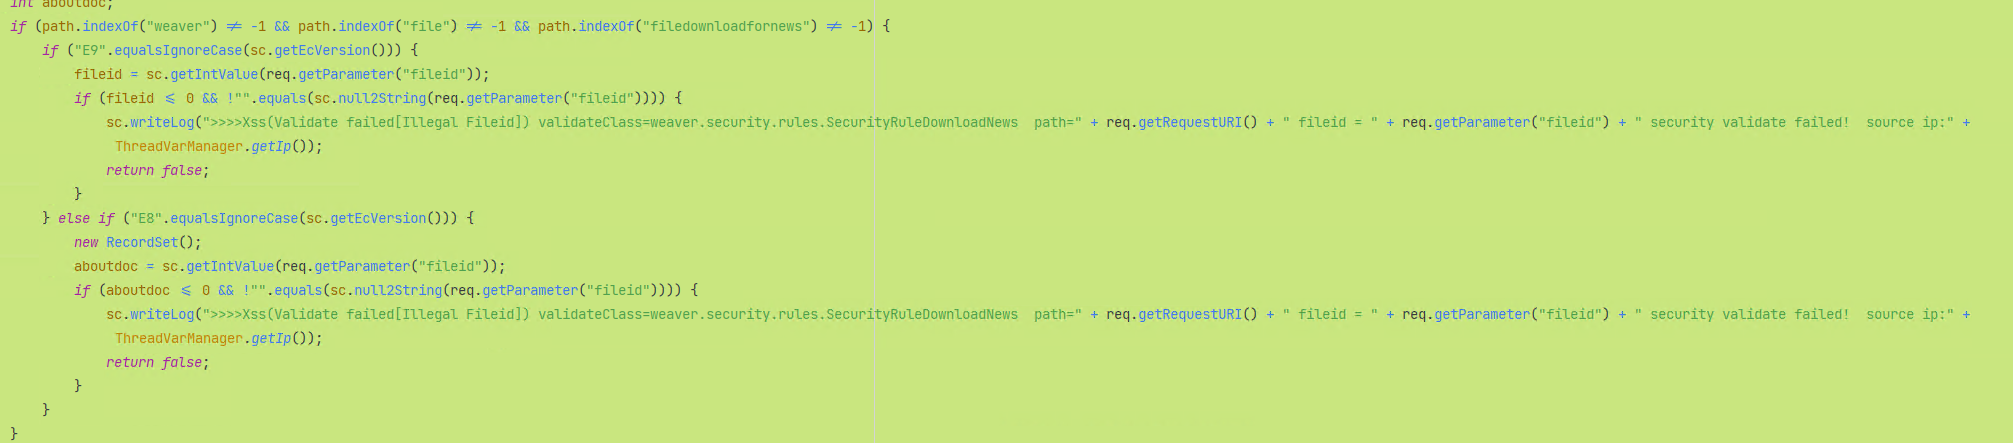 int aboutdoc;
if (path.indexOf("weaver") ≠ -1 && path.indexOf("file") ≠ -1 && path.indexOf("filedownloadfornews") ≠ -1) {
if ("E9".equalsIgnoreCase(sc.getEcVersion())) {
fileid = sc.getIntValue(req.getParameter("fileid"));
if (fileid ⩽ 0 && !"".equals(sc.null2String(req.getParameter("fileid")))) {
sc.writeLog(">>>>Xss(Validate failed[Illegal Fileid]) validateClass=weaver.security.rules.SecurityRuleDownloadNews  path=" + req.getRequestURI() + " fileid = " + req.getParameter("fileid") + " security validate failed!  source ip:" +
ThreadVarManager.getIp());
return false;
}
} else if ("E8".equalsIgnoreCase(sc.getEcVersion())) {
new RecordSet();
aboutdoc = sc.getIntValue(req.getParameter("fileid"));
if (aboutdoc ⩽ 0 && !"".equals(sc.null2String(req.getParameter("fileid")))) {
sc.writeLog(">>>>Xss(Validate failed[Illegal Fileid]) validateClass=weaver.security.rules.SecurityRuleDownloadNews  path=" + req.getRequestURI() + " fileid = " + req.getParameter("fileid") + " security validate failed!  source ip:" +
ThreadVarManager.getIp());
return false;
}
}
}